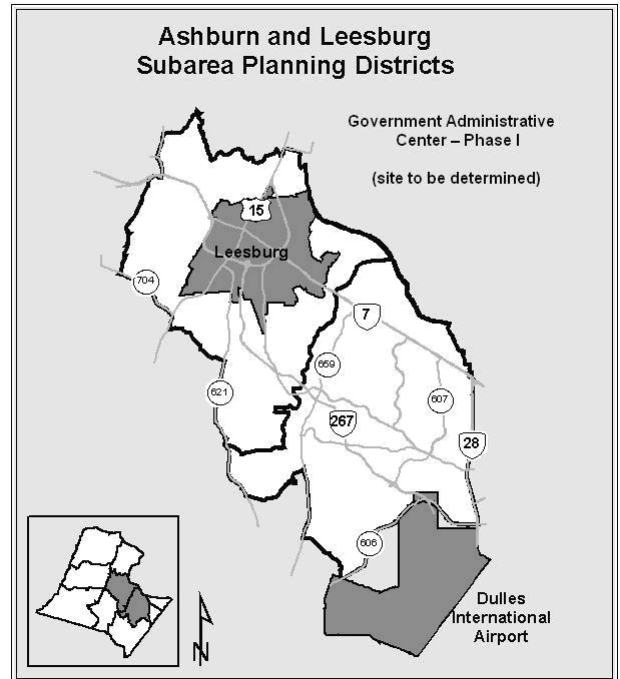 Ashburn and Leesburg
Subarea Planning Districts
Government Administrative
Center – Phase I
(site to be determined)
15
Leesburg
704
7
659
621
607
267
28
606
Dulles
International
Airport
N